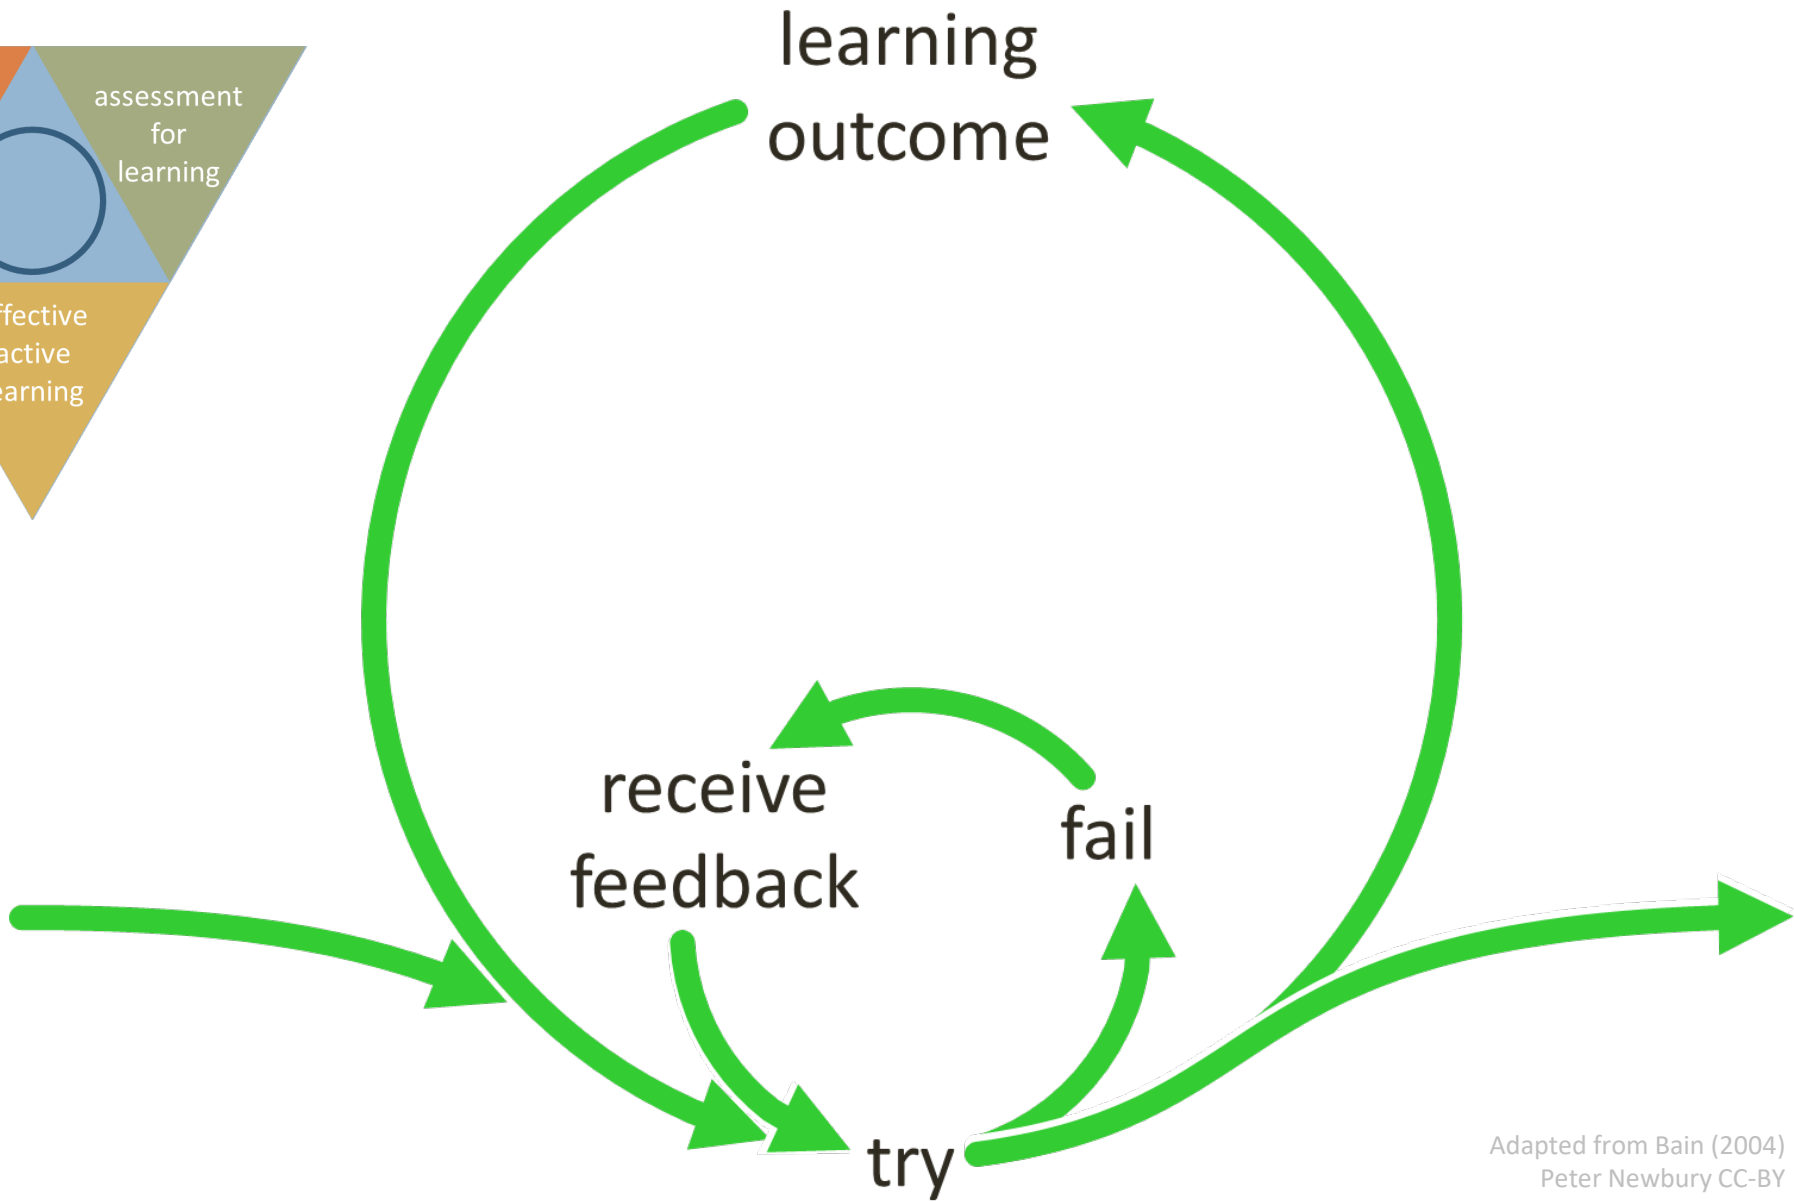 learning
outcome
assessment
for
learning
ffective
active
earning
receive
feedback
fail
try
Adapted from Bain (2004)
Peter Newbury CC-BY